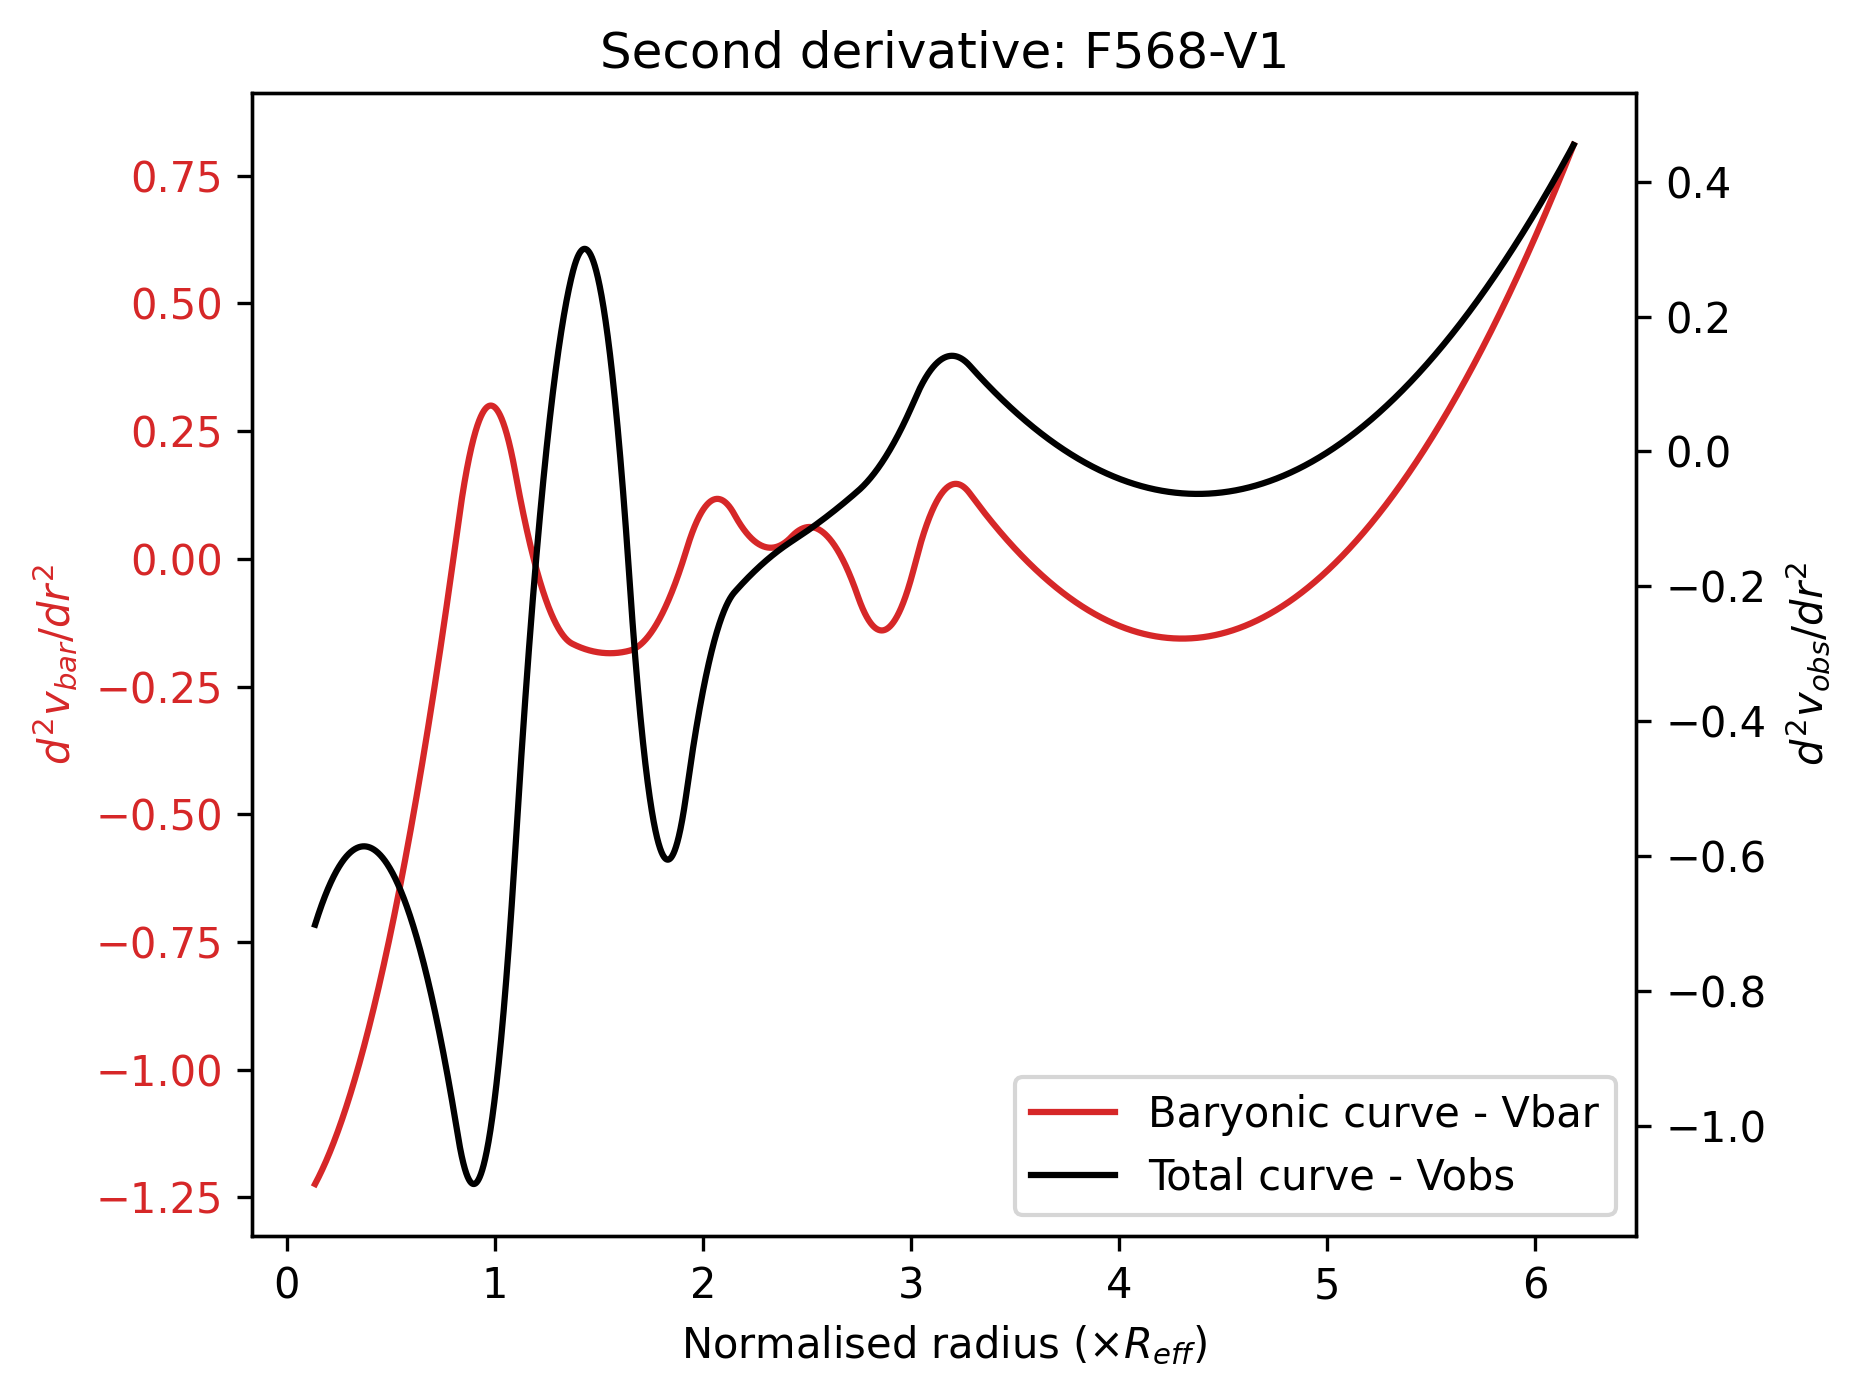 Second derivative: F568-V1
d²v_bar/dr²
0.75
0.50
0.25
0.00
−0.25
−0.50
−0.75
−1.00
−1.25
0.4
0.2
0.0
−0.2
−0.4
−0.6
−0.8
−1.0
d²v_obs/dr²
Baryonic curve - Vbar
Total curve - Vobs
0 1 2 3 4 5 6
Normalised radius (×R_eff)